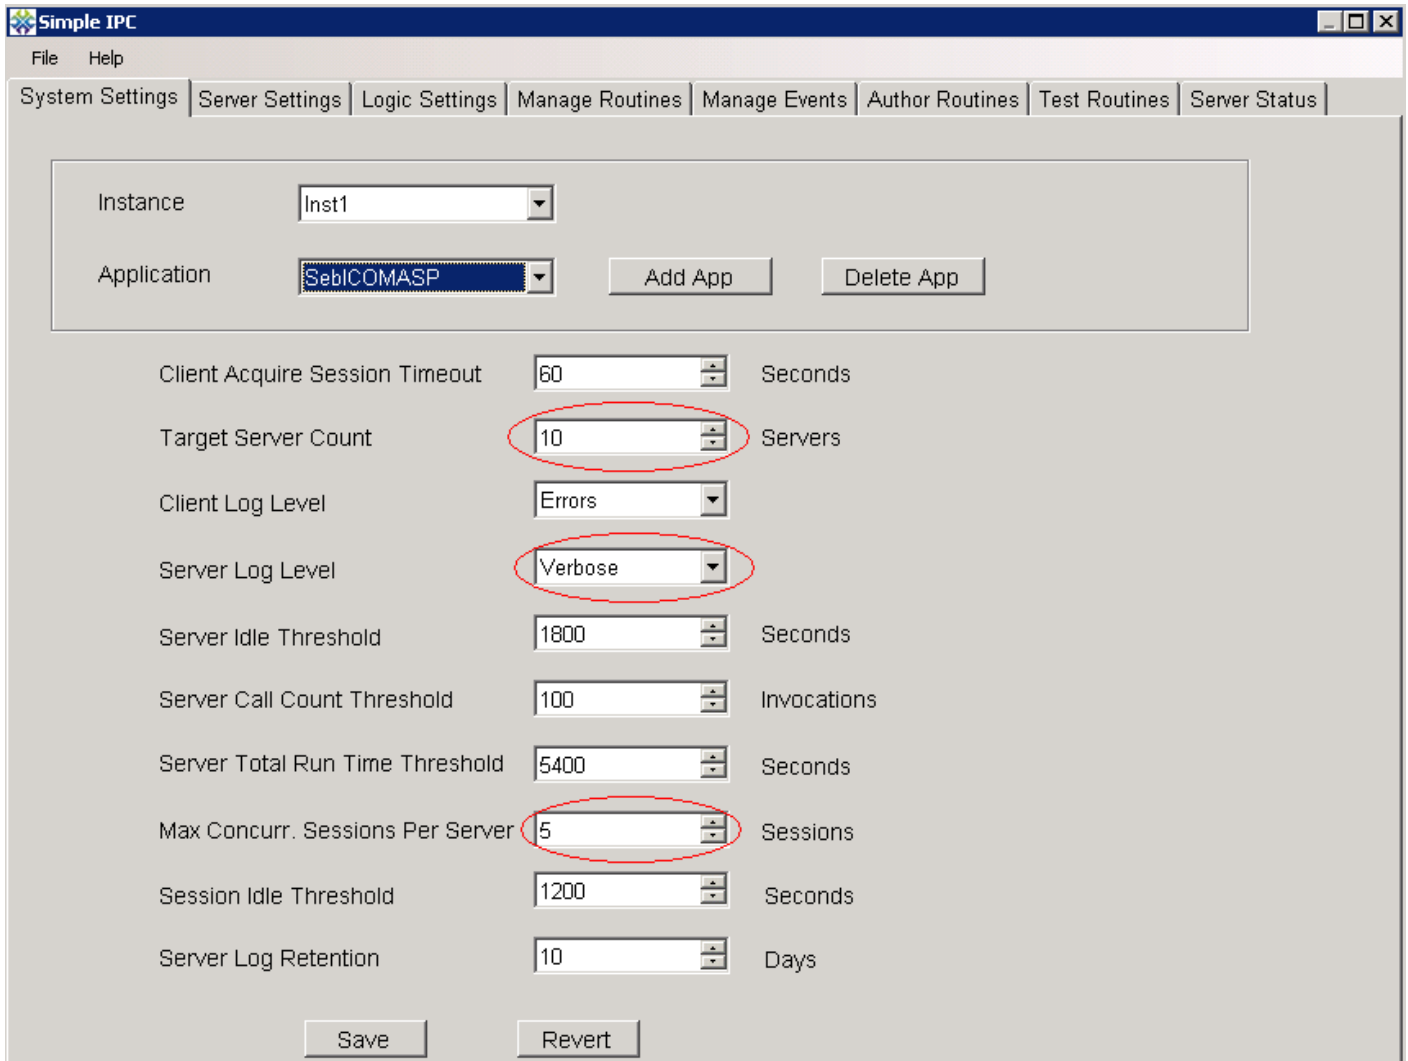 Simple IPC
File Help
System Settings Server Settings Logic Settings Manage Routines Manage Events Author Routines Test Routines Server Status
Instance Inst1
Application SeblCOMASP Add App Delete App
Client Acquire Session Timeout 60 Seconds
Target Server Count 10 Servers
Client Log Level Errors
Server Log Level Verbose
Server Idle Threshold 1800 Seconds
Server Call Count Threshold 100 Invocations
Server Total Run Time Threshold 5400 Seconds
Max Concurr. Sessions Per Server 5 Sessions
Session Idle Threshold 1200 Seconds
Server Log Retention 10 Days
Save Revert